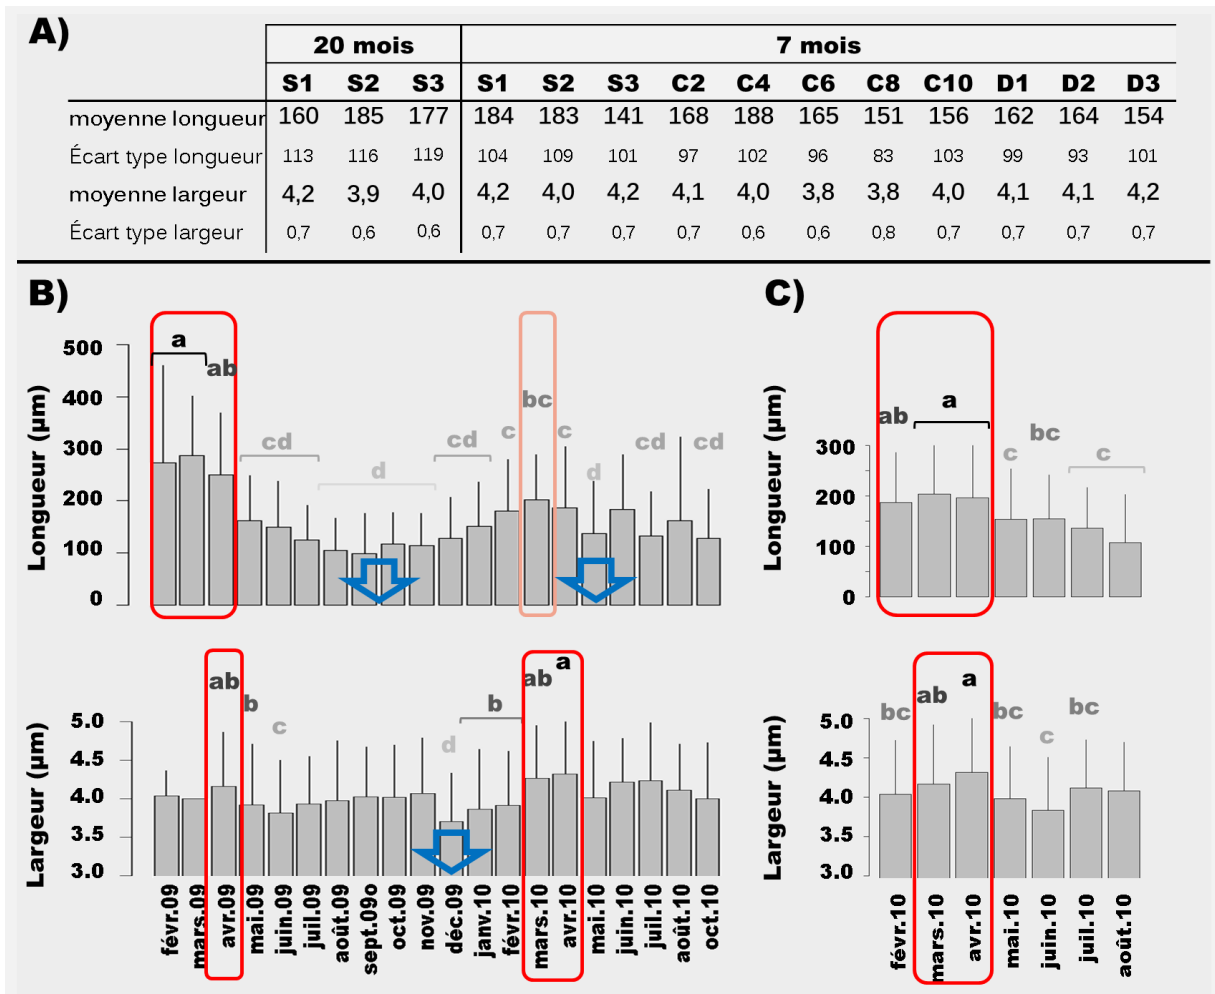 A)
20 mois 7 mois
S1 S2 S3 S1 S2 S3 C2 C4 C6 C8 C10 D1 D2 D3
moyenne longueur 160 185 177 184 183 141 168 188 165 151 156 162 164 154
Écart type longueur 113 116 119 104 109 101 97 102 96 83 103 99 93 101
moyenne largeur 4,2 3,9 4,0 4,2 4,0 4,2 4,1 4,0 3,8 3,8 4,0 4,1 4,1 4,2
Écart type largeur 0,7 0,6 0,6 0,7 0,7 0,7 0,7 0,6 0,6 0,8 0,7 0,7 0,7 0,7
B)
Longueur (µm)
500
400
300
200
100
0
a
ab
cd
d
cd
c
bc
c
d
cd
cd
Largeur (µm)
5.0
4.5
4.0
3.5
3.0
ab
b
c
d
b
ab
a
févr.09
mars.09
avr.09
mai.09
juin.09
juil.09
août.09
sept.09o
oct.09
nov.09
déc.09
janv.10
févr.10
mars.10
avr.10
mai.10
juin.10
juil.10
août.10
oct.10
C)
Longueur (µm)
300
200
100
0
ab
a
c
bc
c
Largeur (µm)
5.0
4.5
4.0
3.5
3.0
bc
ab
a
bc
c
bc
févr.10
mars.10
avr.10
mai.10
juin.10
juil.10
août.10